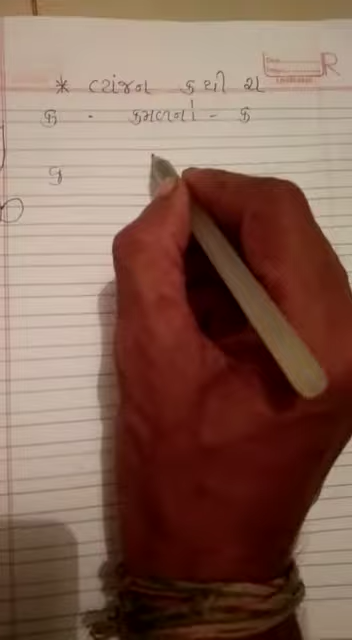 * વ્યંજન ક થી જ્ઞ
ક - કમળનો - ક